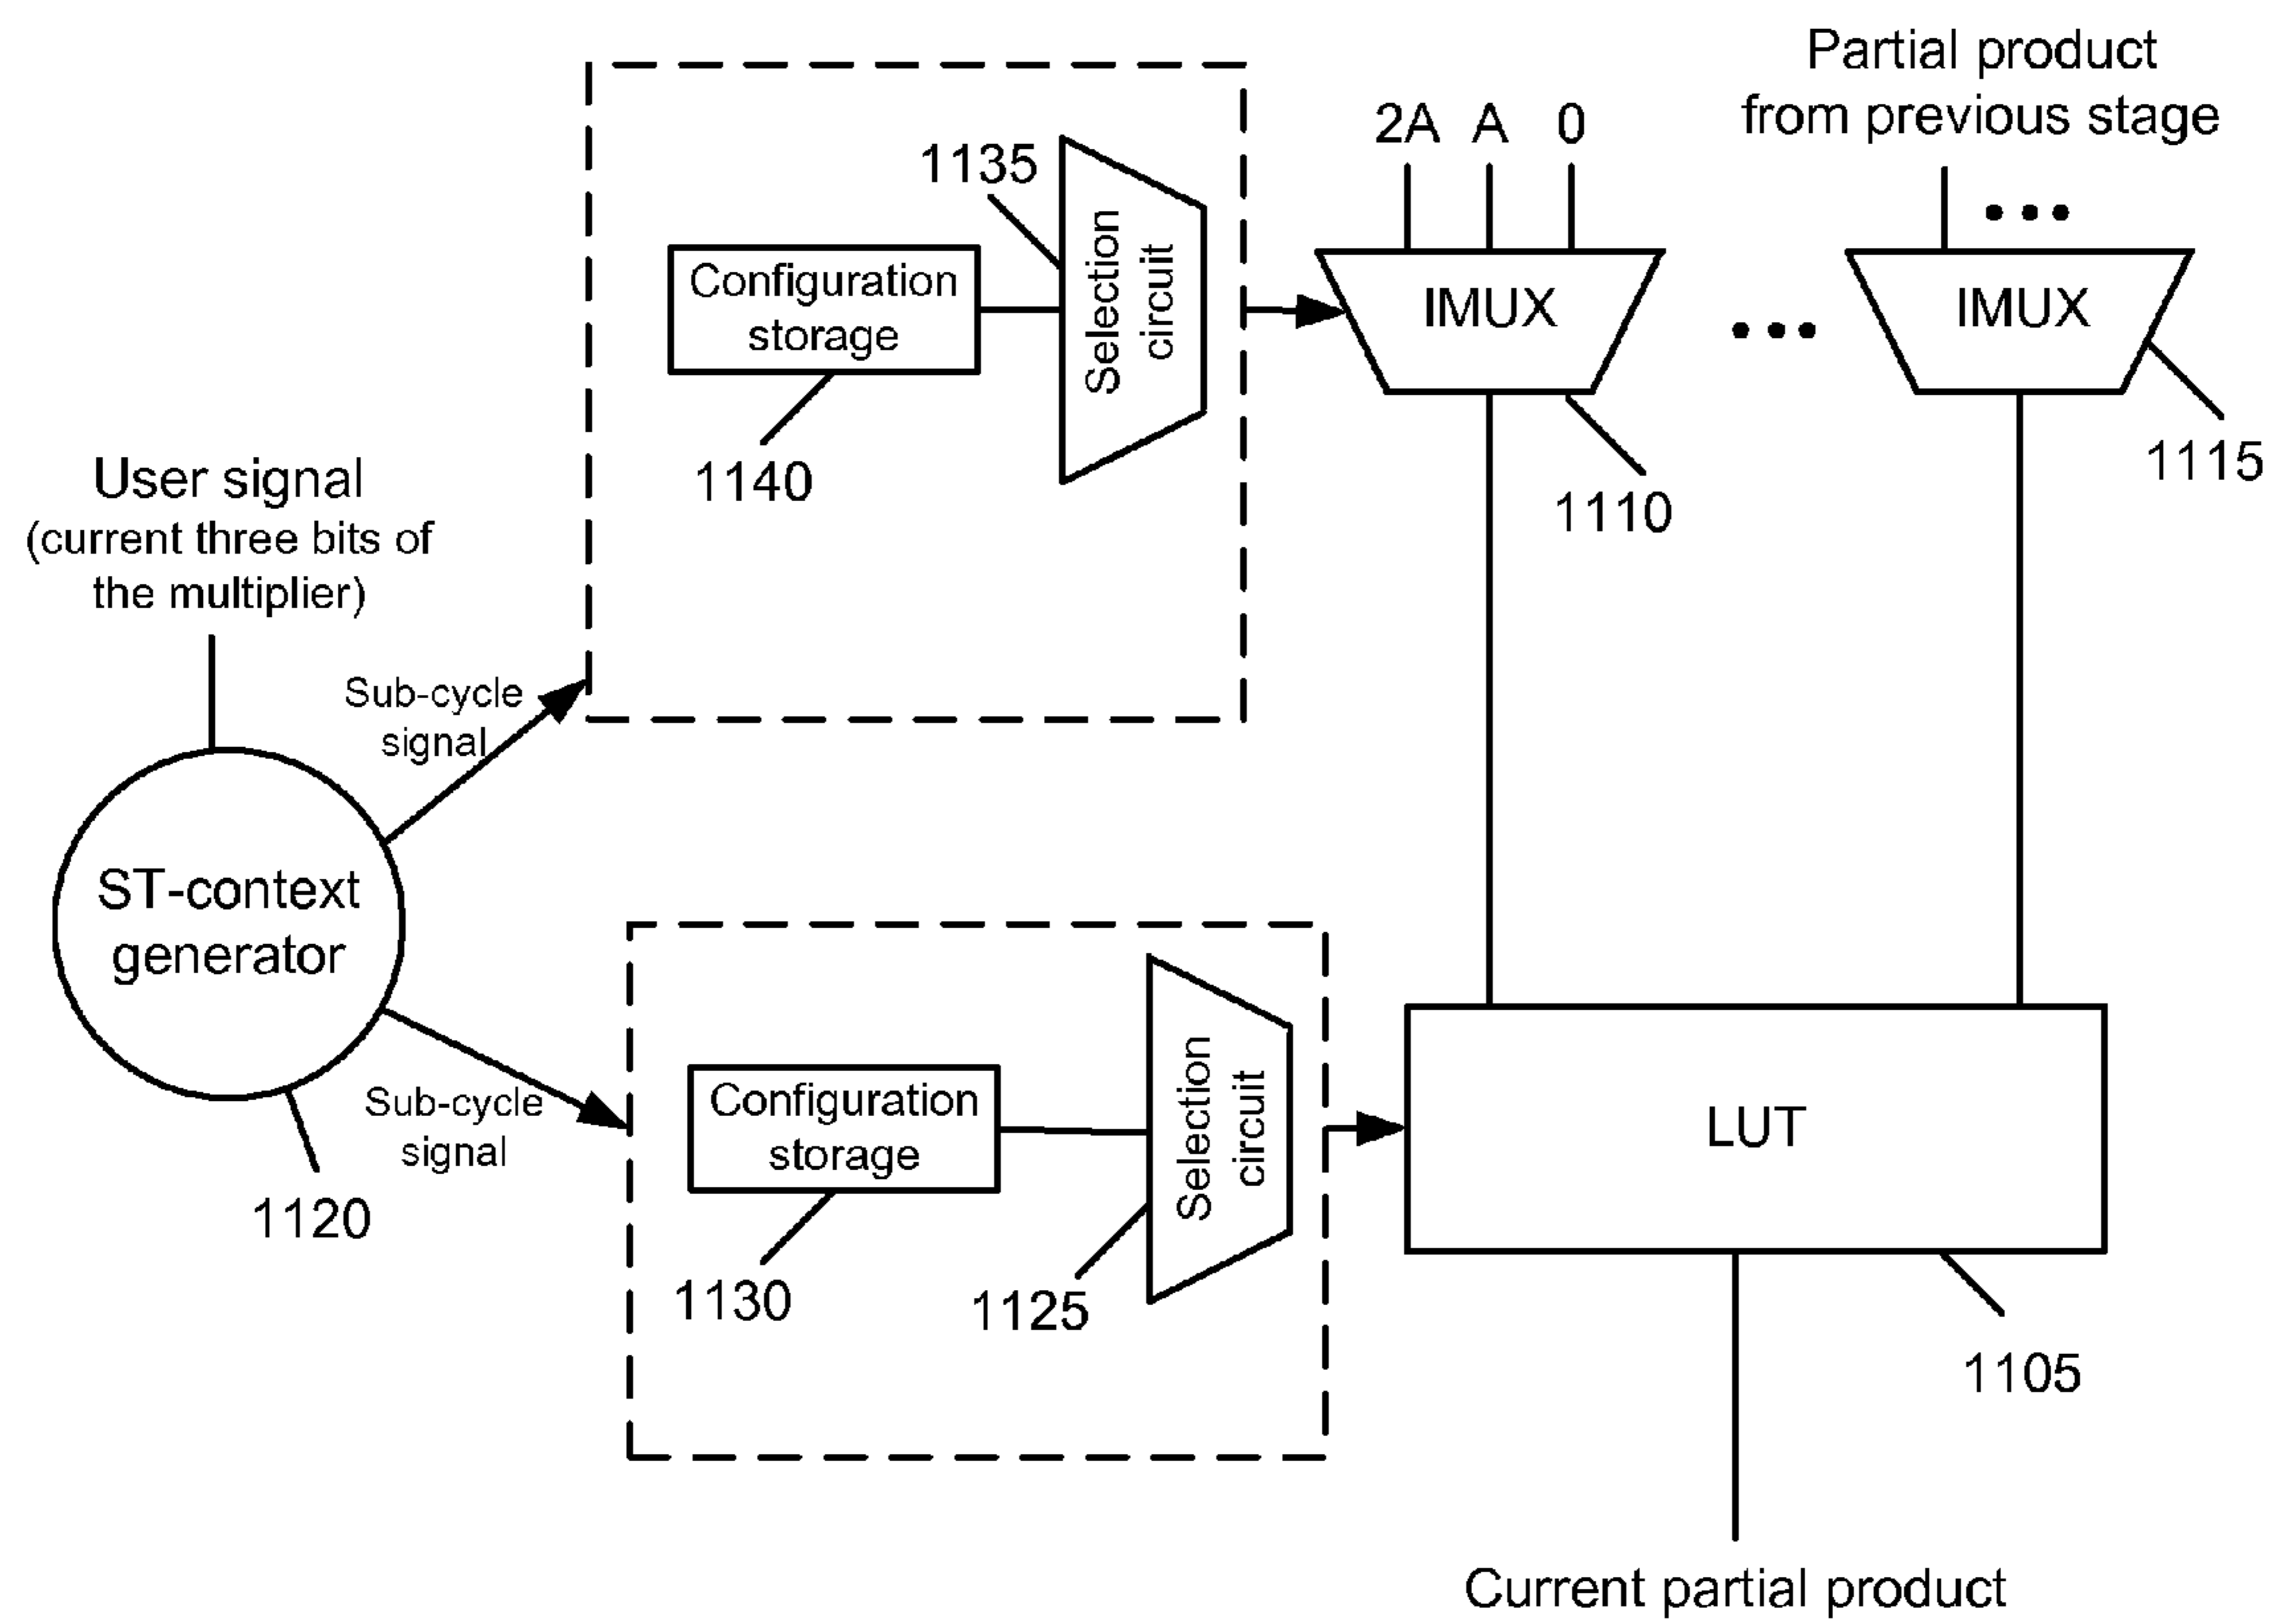 Partial product
from previous stage
2A A 0
1135
Selection
circuit
Configuration
storage
IMUX
IMUX
1140
1110
1115
User signal
(current three bits of
the multiplier)
Sub-cycle
signal
ST-context
generator
Sub-cycle
signal
1120
Configuration
storage
Selection
circuit
1130
1125
LUT
1105
Current partial product